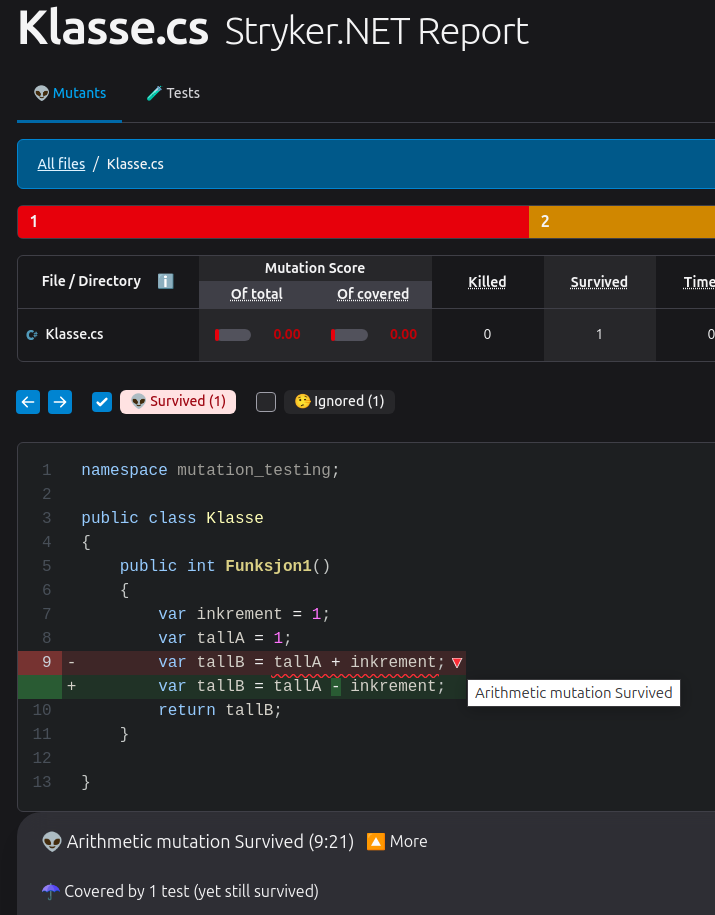 Klasse.cs Stryker.NET Report
👽 Mutants 🧪 Tests
All files / Klasse.cs
1 2
File / Directory ℹ️ Mutation Score Killed Survived Time
Of total Of covered
C# Klasse.cs 0.00 0.00 0 1 0
👽 Survived (1) 🤥 Ignored (1)
1 namespace mutation_testing;
2
3 public class Klasse
4 {
5     public int Funksjon1()
6     {
7         var inkrement = 1;
8         var tallA = 1;
9 -       var tallB = tallA + inkrement;
+       var tallB = tallA - inkrement;
Arithmetic mutation Survived
10         return tallB;
11     }
12
13 }
👽 Arithmetic mutation Survived (9:21) 🔼 More
☂️ Covered by 1 test (yet still survived)